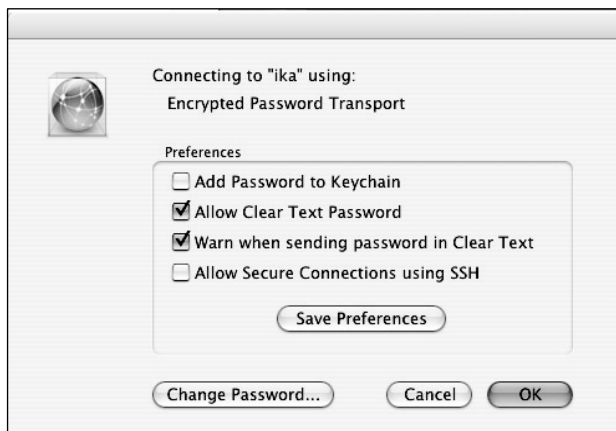 Connecting to "ika" using:
Encrypted Password Transport
Preferences
Add Password to Keychain
Allow Clear Text Password
Warn when sending password in Clear Text
Allow Secure Connections using SSH
Save Preferences
Change Password... Cancel OK